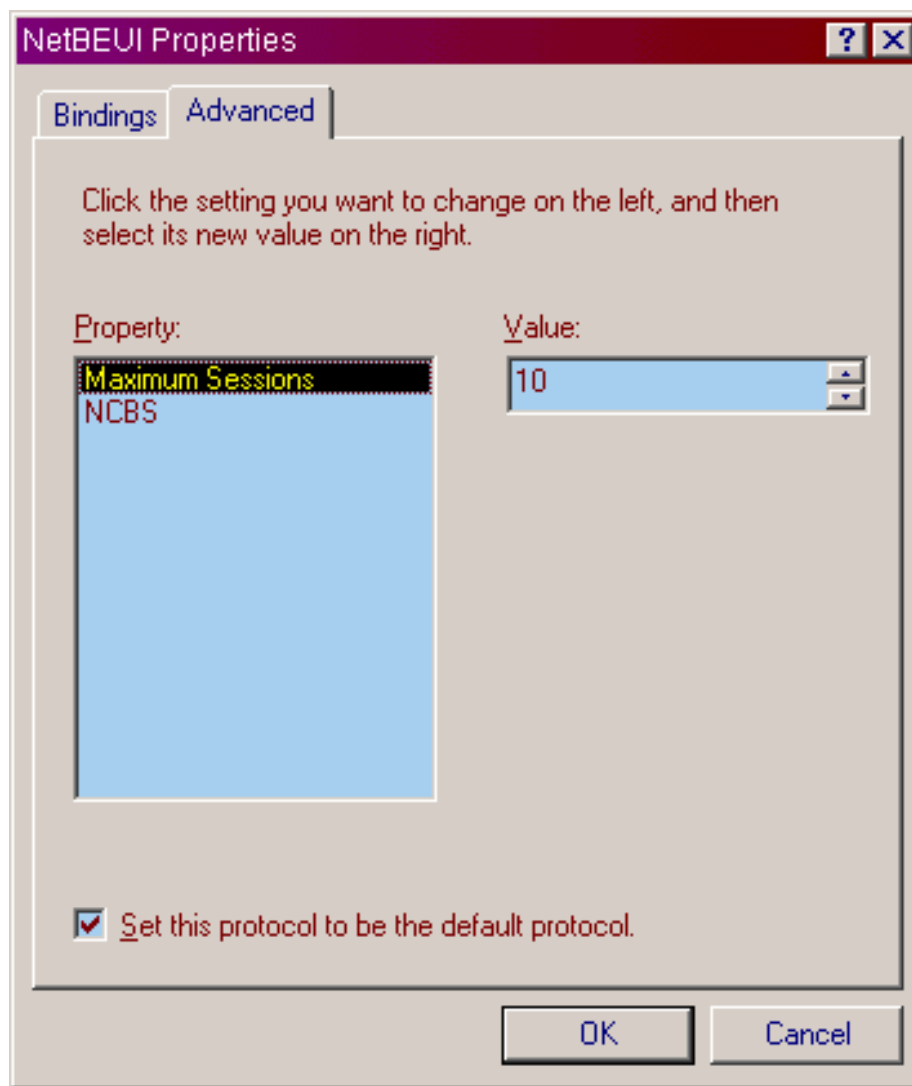 NetBEUI Properties
Bindings
Advanced
Click the setting you want to change on the left, and then
select its new value on the right.
Property:
Value:
Maximum Sessions
10
NCBS
Set this protocol to be the default protocol.
OK
Cancel